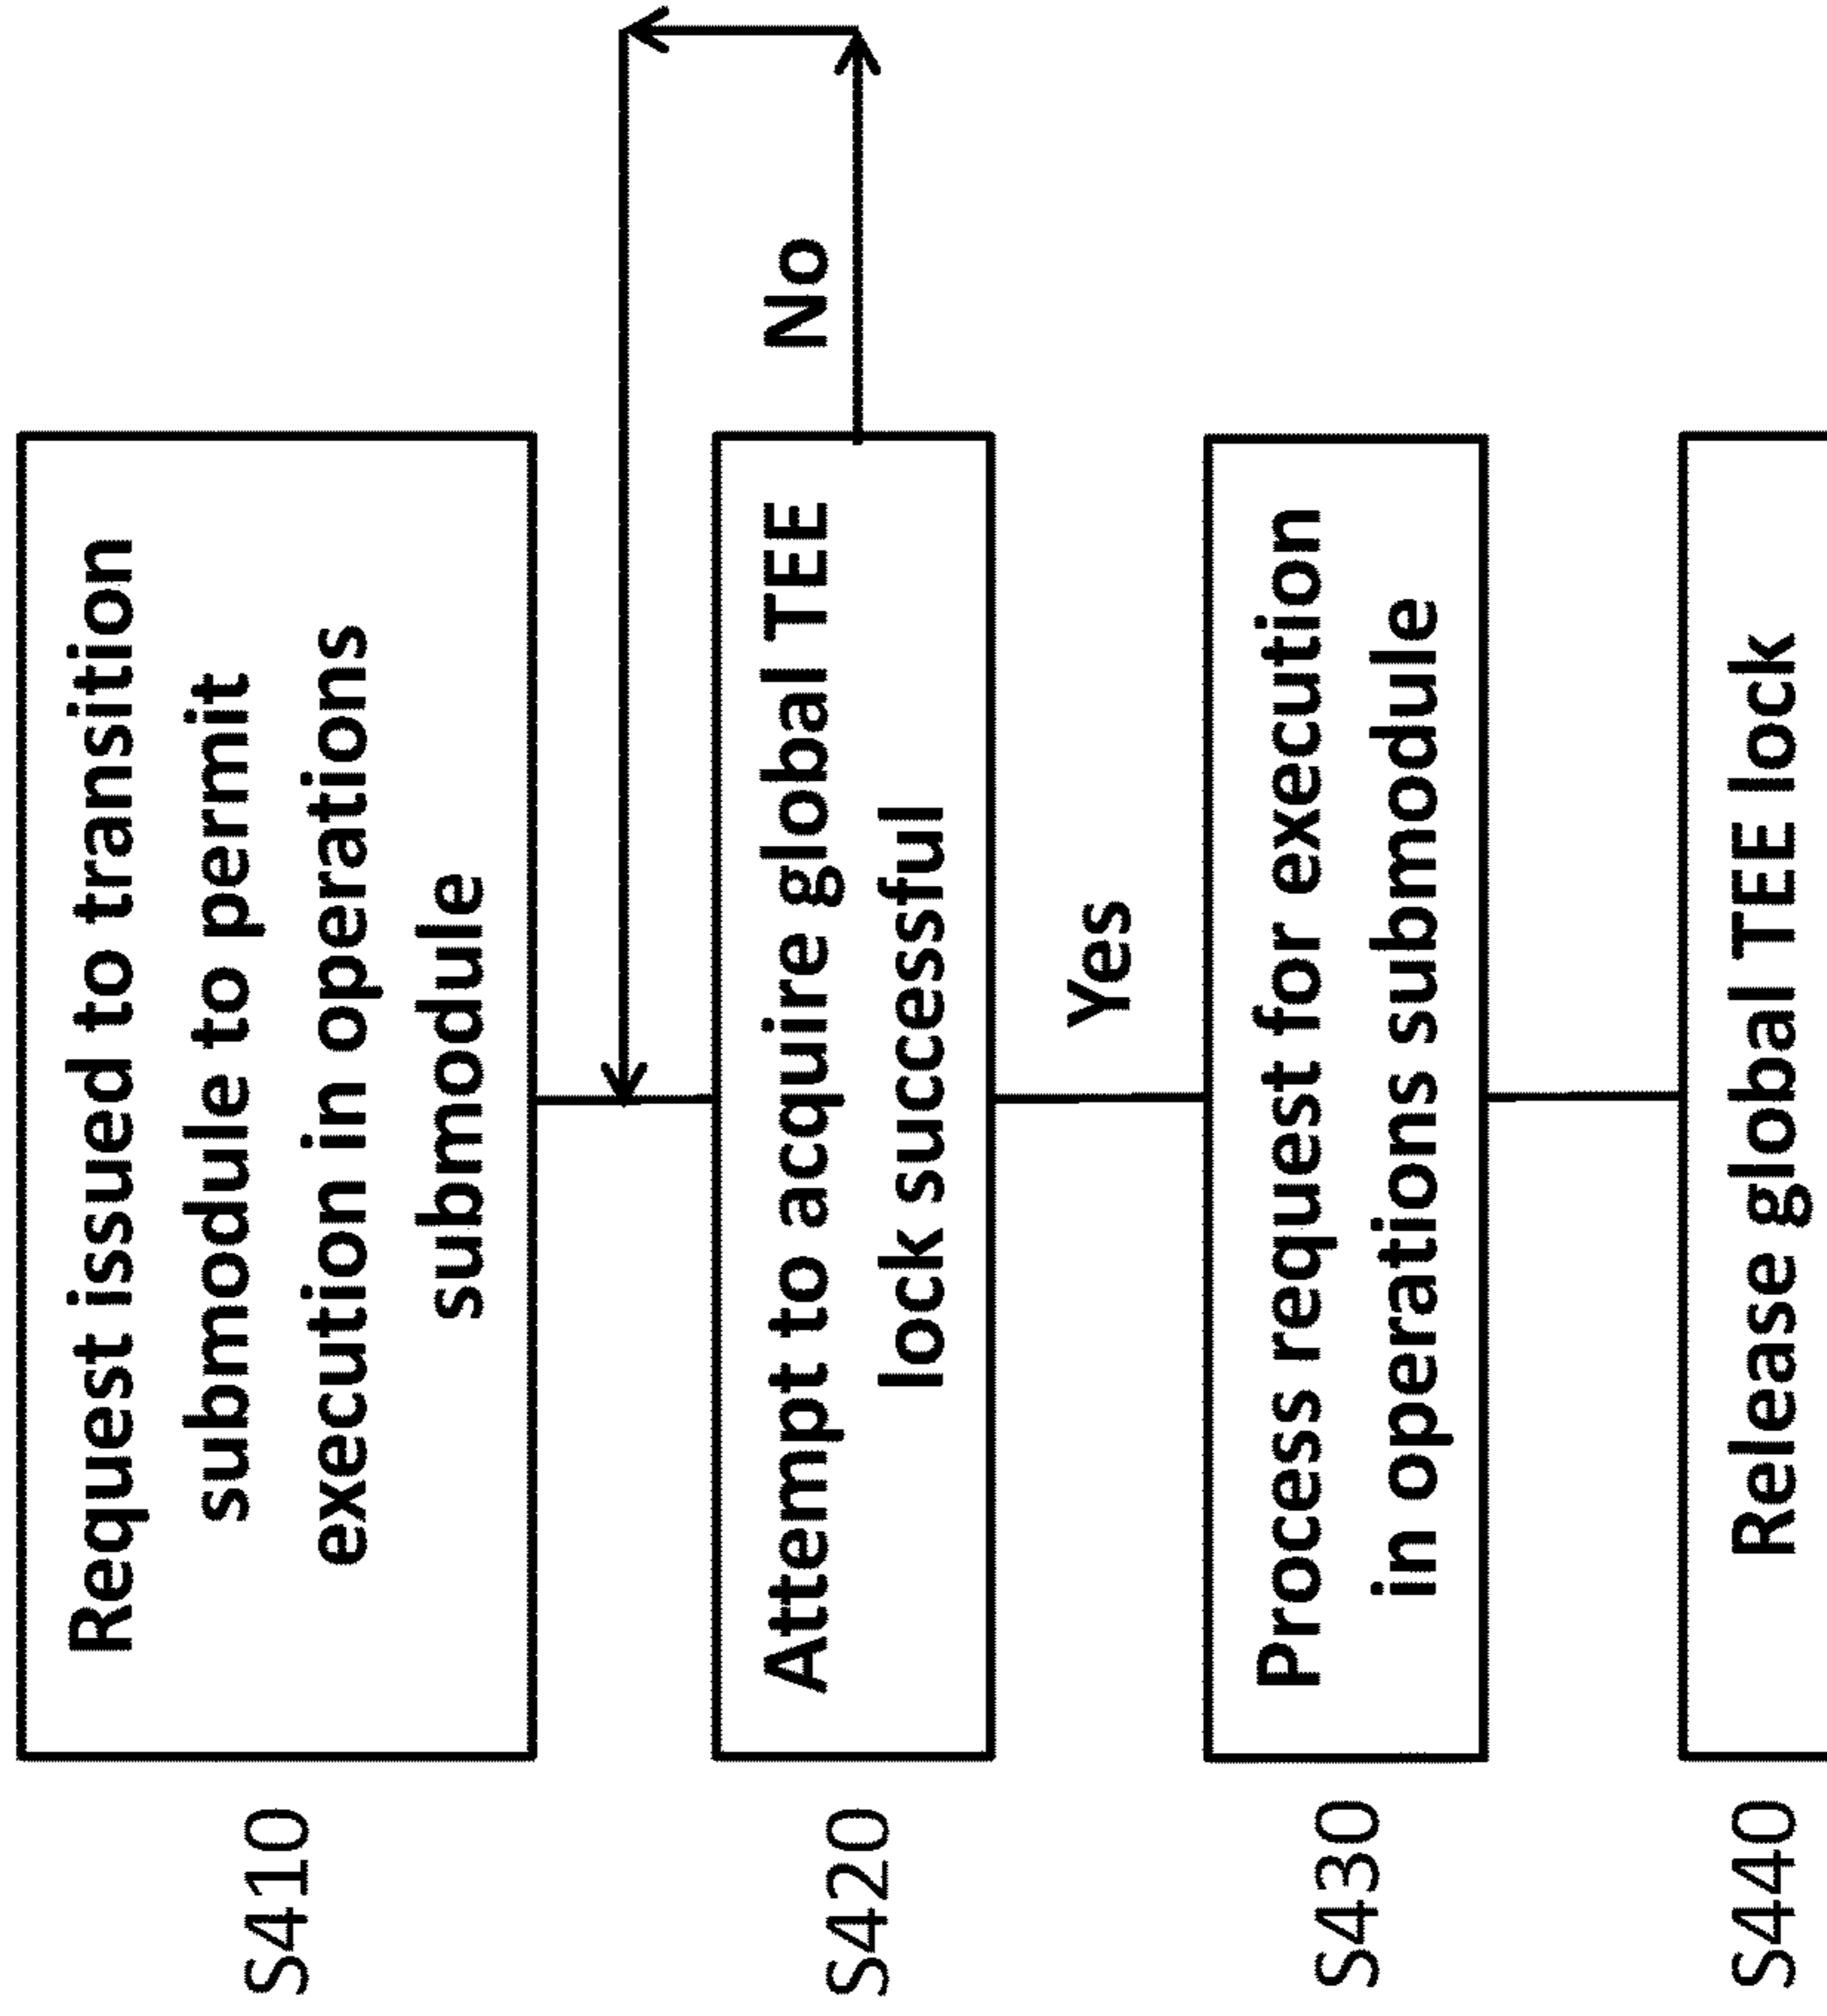 S410
Request issued to transition
submodule to permit
execution in operations
submodule
S420
Attempt to acquire global TEE
lock successful
No
Yes
S430
Process request for execution
in operations submodule
S440
Release global TEE lock